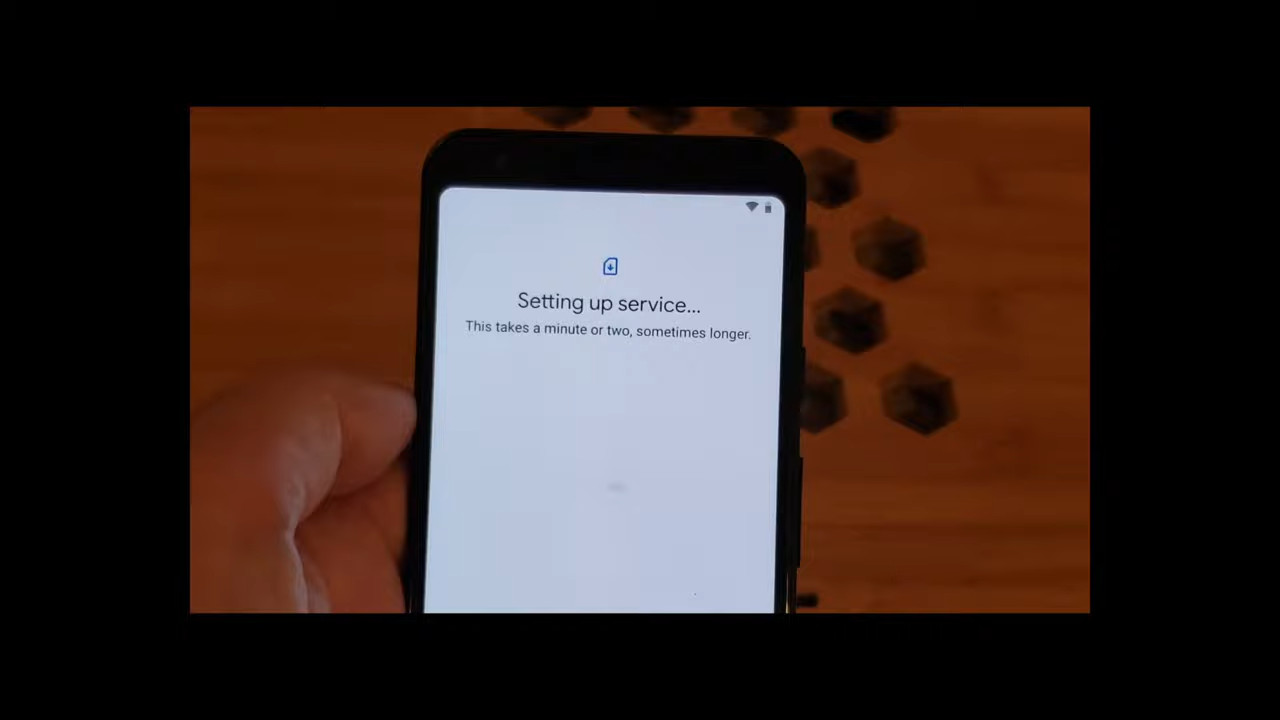 Setting up service...
This takes a minute or two, sometimes longer.